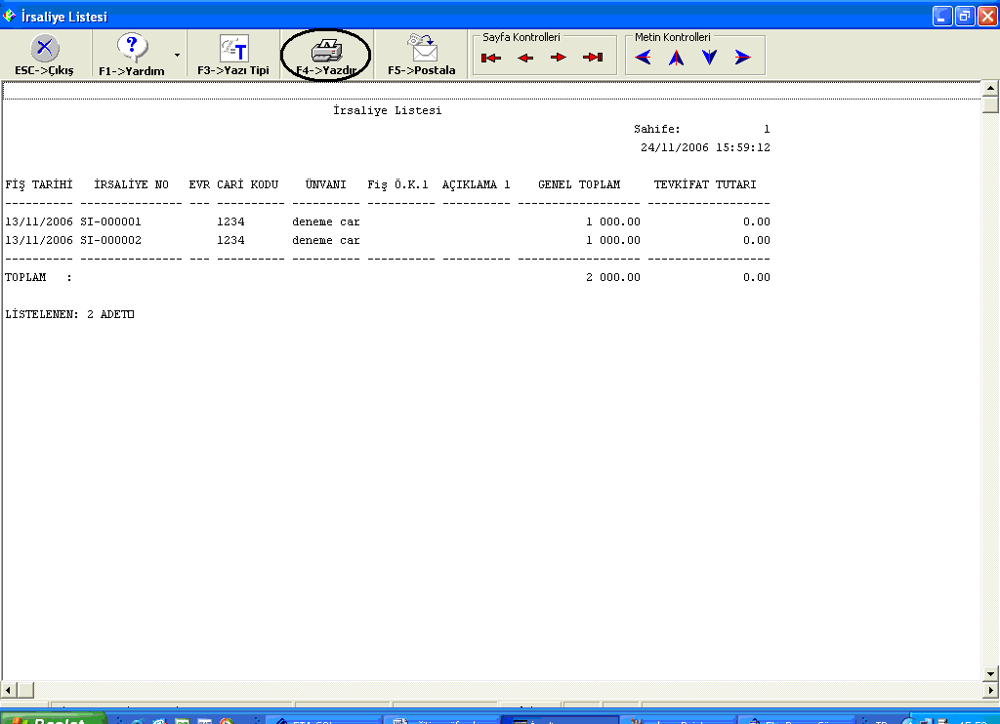 İrsaliye Listesi
ESC->Çıkış F1->Yardım F3->Yazı Tipi F4->Yazdır F5->Postala Sayfa Kontrolleri Metin Kontrolleri
İrsaliye Listesi
Sahife: 1
24/11/2006 15:59:12
FİŞ TARİHİ İRSALİYE NO EVR CARİ KODU ÜNVANI Fiş Ö.K.1 AÇIKLAMA 1 GENEL TOPLAM TEVKİFAT TUTARI
13/11/2006 SI-000001 1234 deneme car 1 000.00 0.00
13/11/2006 SI-000002 1234 deneme car 1 000.00 0.00
TOPLAM : 2 000.00 0.00
LİSTELENEN: 2 ADET